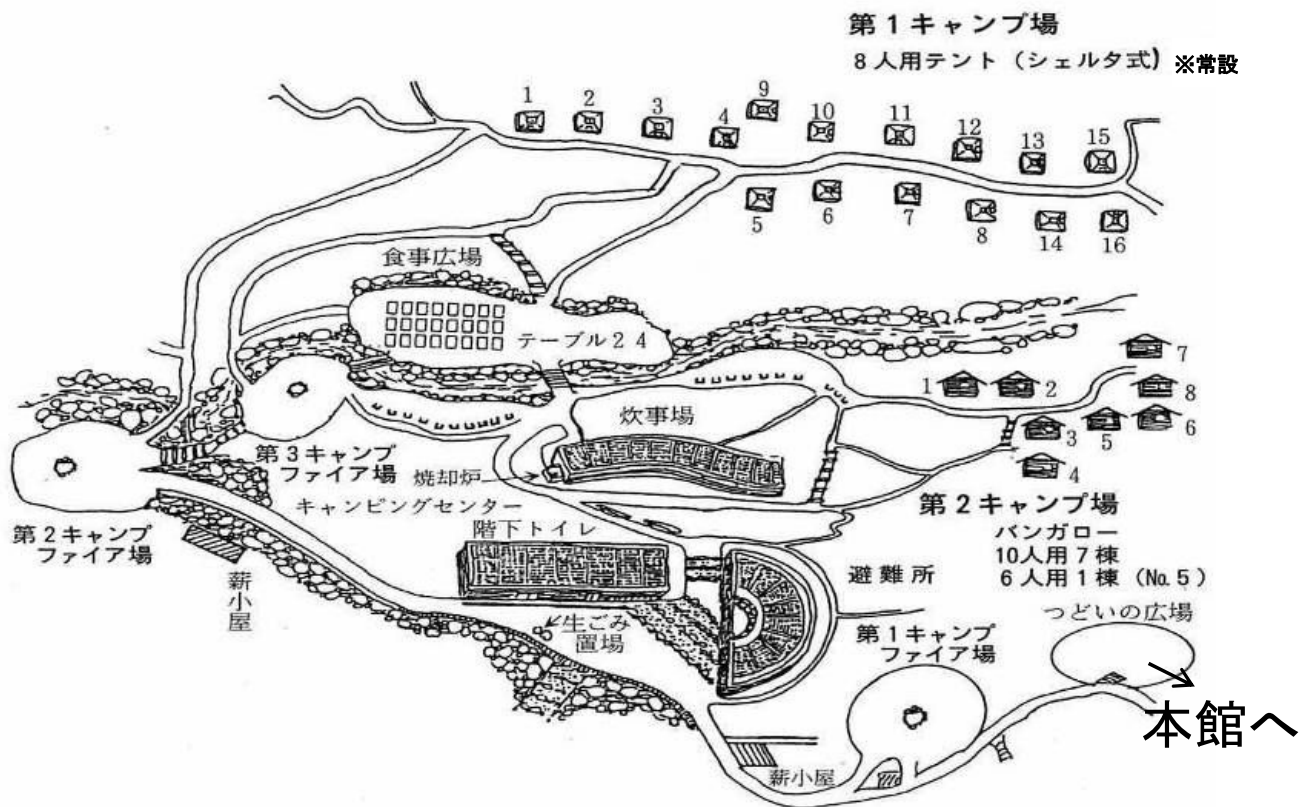 第1キャンプ場
8人用テント(シェルタ式) ※常設
1
2
3
4
9
10
11
12
13
15
5
6
7
8
14
16
食事広場
テーブル24
7
1
2
8
3
5
6
4
炊事場
第3キャンプ
ファイア場
焼却炉
キャンピングセンター
階下トイレ
第2キャンプ場
バンガロー
10人用7棟
6人用1棟(No.5)
第2キャンプ
ファイア場
薪小屋
避難所
つどいの広場
生ごみ
置場
第1キャンプ
ファイア場
本館へ
薪小屋